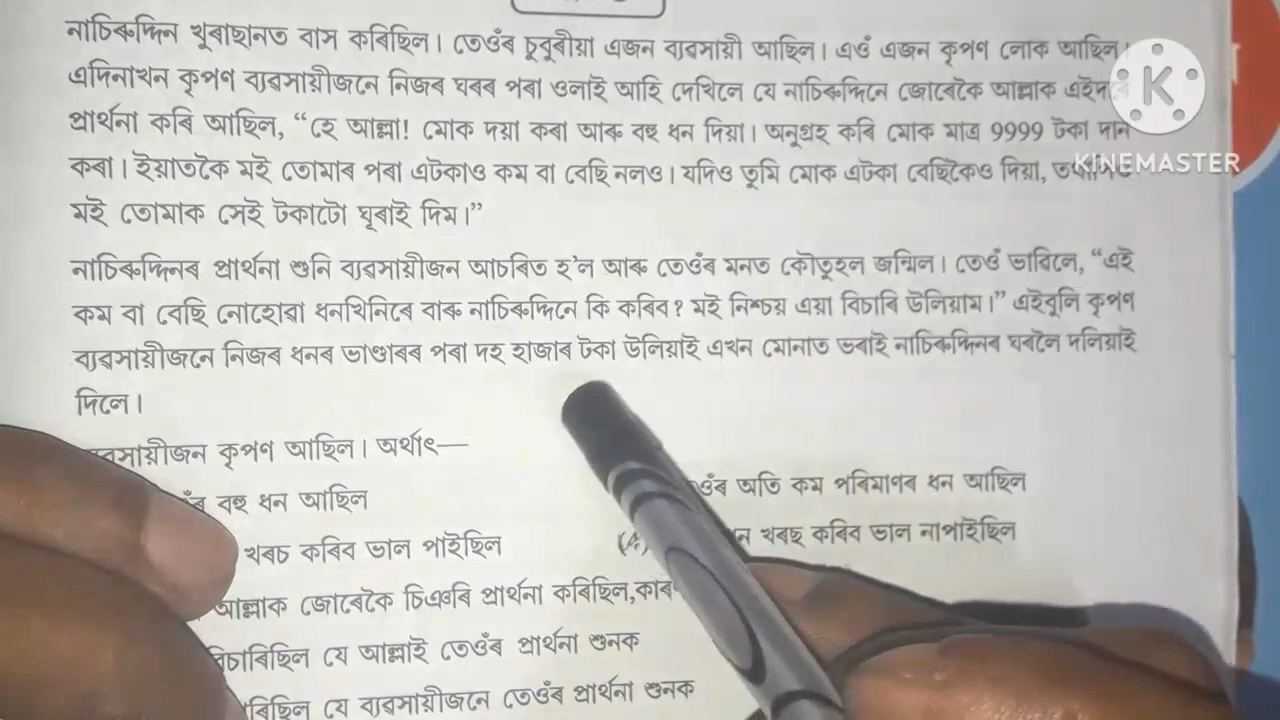 নাচিৰুদ্দিন খুৰাছানত বাস কৰিছিল। তেওঁৰ চুবুৰীয়া এজন ব্যৱসায়ী আছিল। এওঁ এজন কৃপণ লোক আছিল।
এদিনাখন কৃপণ ব্যৱসায়ীজনে নিজৰ ঘৰৰ পৰা ওলাই আহি দেখিলে যে নাচিৰুদ্দিনে জোৰেৰে আল্লাক
প্ৰাৰ্থনা কৰি আছিল, “হে আল্লা! মোক দয়া কৰা আৰু বহু ধন দিয়া। অনুগ্ৰহ কৰি মোক মাত্ৰ 9999 টকা দান
কৰা। ইয়াতকৈ মই তোমাৰ পৰা এটকাও কম বা বেছি নলওঁ। যদিও তুমি মোক এটকা বেছিকৈও দিয়া,
মই তোমাক সেই টকাটো ঘূৰাই দিম।”
নাচিৰুদ্দিনৰ প্ৰাৰ্থনা শুনি ব্যৱসায়ীজন আচৰিত হ'ল আৰু তেওঁৰ মনত কৌতুহল জন্মিল। তেওঁ ভাবিলে, “এই
কম বা বেছি নোহোৱা ধনখিনিৰে বাৰু নাচিৰুদ্দিনে কি কৰিব? মই নিশ্চয় এয়া বিচাৰি উলিয়াম।” এইবুলি কৃপণ
ব্যৱসায়ীজনে নিজৰ ধনৰ ভাণ্ডাৰৰ পৰা দহ হাজাৰ টকা উলিয়াই এখন মোনাত ভৰাই নাচিৰুদ্দিনৰ ঘৰলৈ দলিয়াই
দিলে।
কৃপণ আছিল। অৰ্থাৎ—
বহু ধন আছিল
অতি কম পৰিমাণৰ ধন আছিল
খৰচ কৰিব ভাল পাইছিল
খৰছ কৰিব ভাল নাপাইছিল
আল্লাক জোৰেৰে চিঞৰি প্ৰাৰ্থনা কৰিছিল,
যে আল্লাই তেওঁৰ প্ৰাৰ্থনা শুনক
যে ব্যৱসায়ীজনে তেওঁৰ প্ৰাৰ্থনা শুনক
KINEMASTER